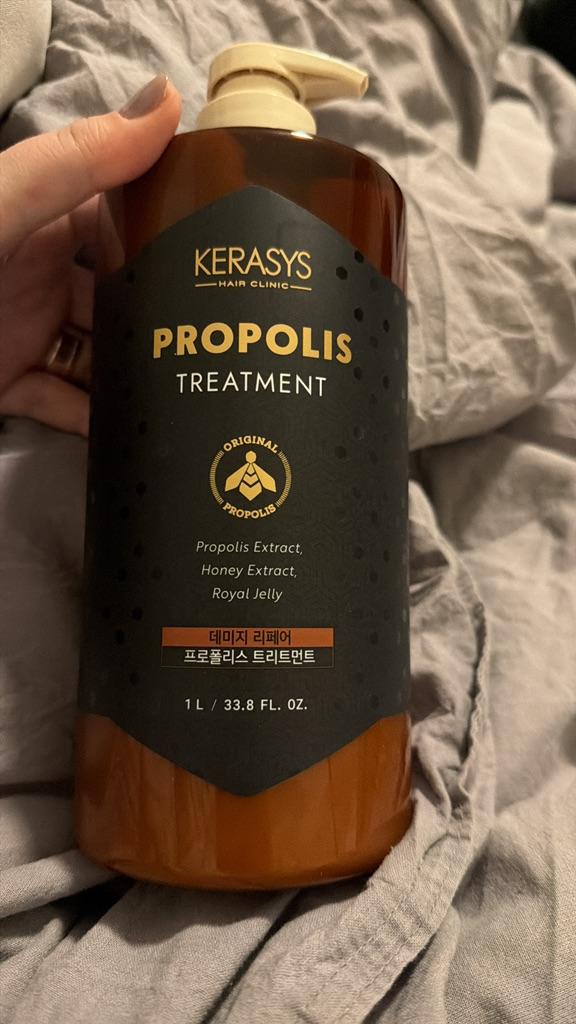 KERASYS
HAIR CLINIC
PROPOLIS
TREATMENT
ORIGINAL
PROPOLIS
Propolis Extract,
Honey Extract,
Royal Jelly
데미지 리페어
프로폴리스 트리트먼트
1 L / 33.8 FL. OZ.